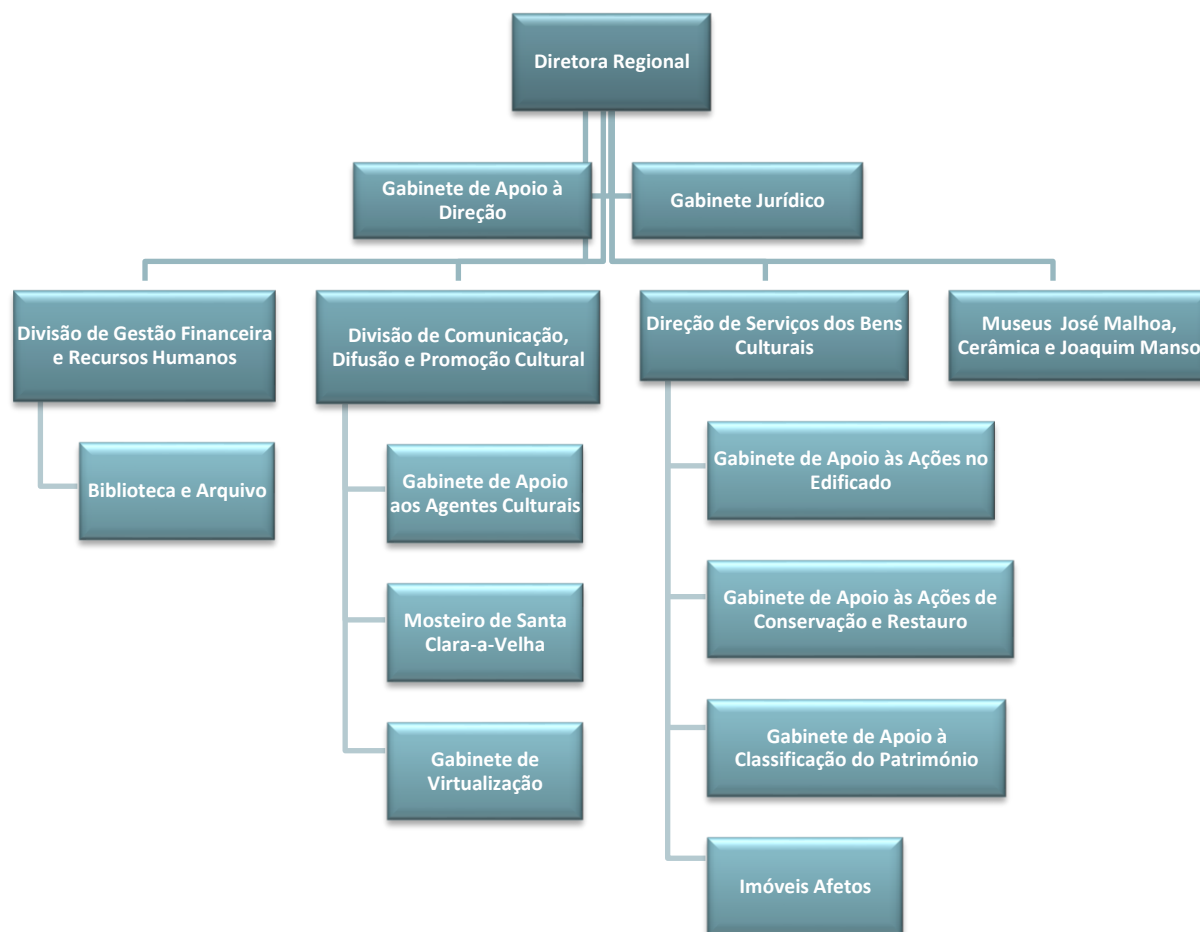 Diretora Regional
Gabinete de Apoio à
Direção
Gabinete Jurídico
Divisão de Gestão Financeira
e Recursos Humanos
Divisão de Comunicação,
Difusão e Promoção Cultural
Direção de Serviços dos Bens
Culturais
Museus José Malhoa,
Cerâmica e Joaquim Manso
Biblioteca e Arquivo
Gabinete de Apoio
aos Agentes Culturais
Mosteiro de Santa
Clara-a-Velha
Gabinete de
Virtualização
Gabinete de Apoio às Ações no
Edificado
Gabinete de Apoio às Ações de
Conservação e Restauro
Gabinete de Apoio à
Classificação do Património
Imóveis Afetos